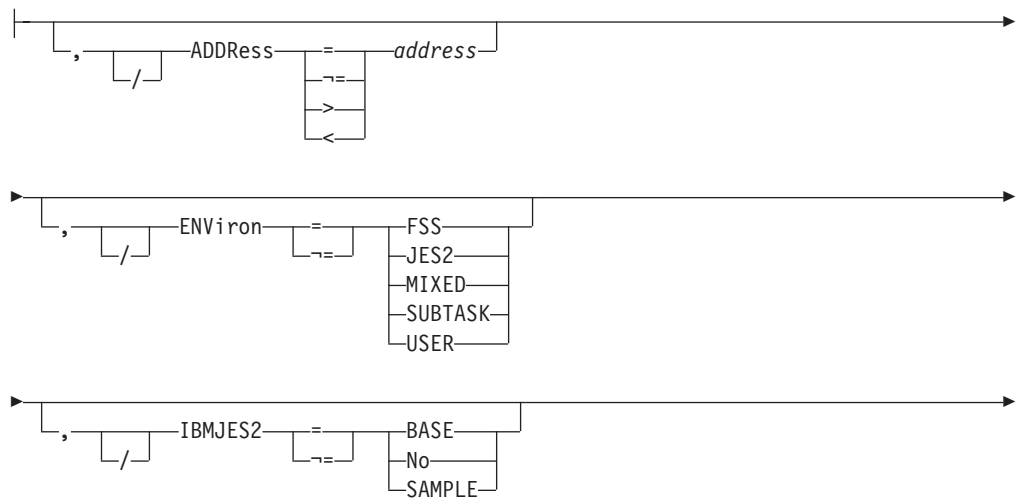 , / ADDRess = address
¬=
>
<
, / ENViron = FSS
¬= JES2
MIXED
SUBTASK
USER
, / IBMJES2 = BASE
¬= No
SAMPLE